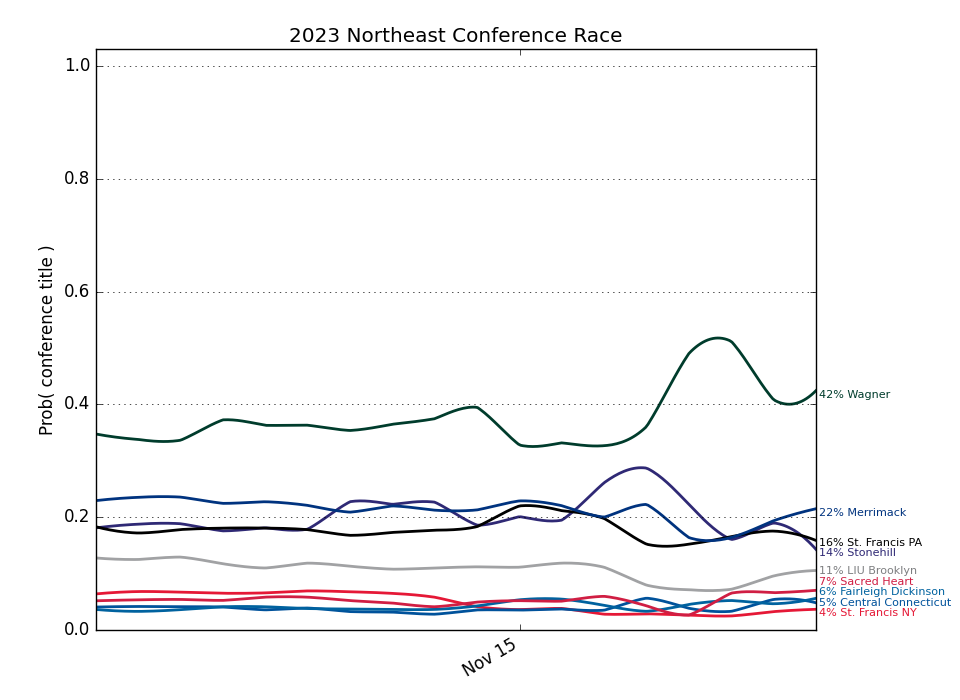 2023 Northeast Conference Race
Prob( conference title )
1.0
0.8
0.6
0.4
0.2
0.0
Nov 15
42% Wagner
22% Merrimack
16% St. Francis PA
14% Stonehill
11% LIU Brooklyn
7% Sacred Heart
6% Fairleigh Dickinson
5% Central Connecticut
4% St. Francis NY